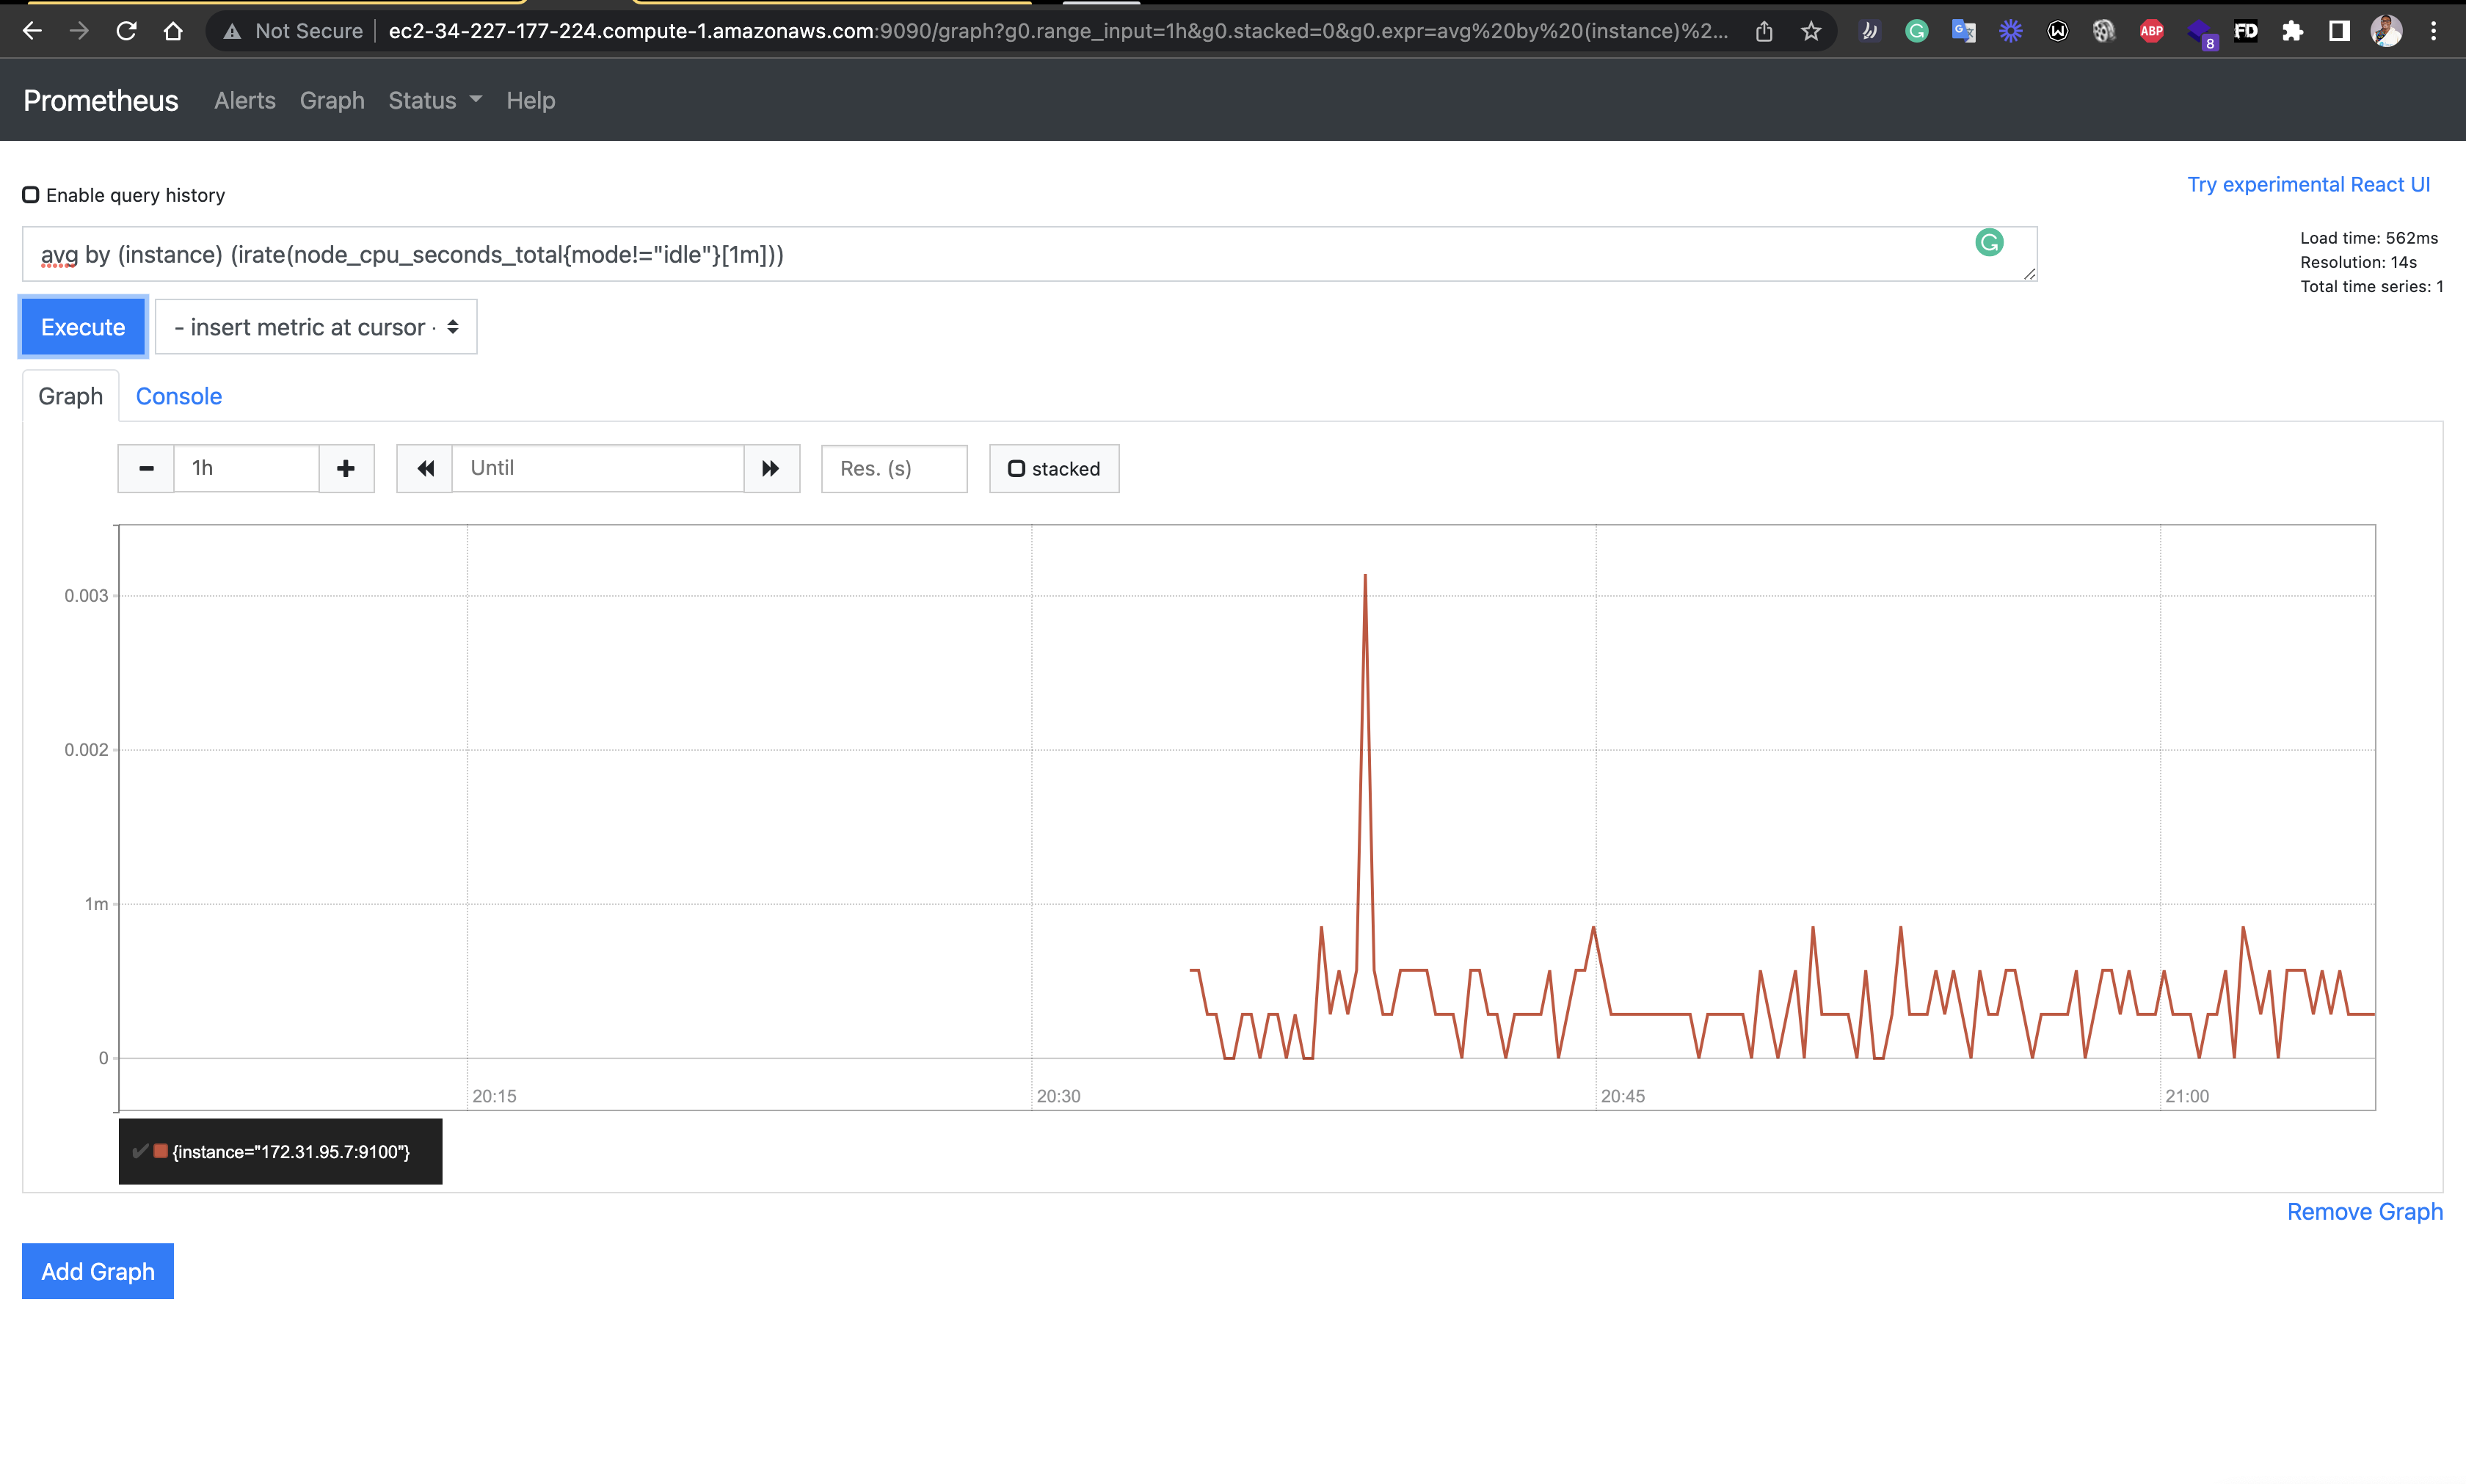 Not Secure ec2-34-227-177-224.compute-1.amazonaws.com:9090/graph?g0.range_input=1h&g0.stacked=0&g0.expr=avg%20by%20(instance)%2...
ABP 8 FD
Prometheus Alerts Graph Status Help
Try experimental React UI
Enable query history
avg by (instance) (irate(node_cpu_seconds_total{mode!="idle"}[1m]))
Load time: 562ms
Resolution: 14s
Total time series: 1
Execute - insert metric at cursor -
Graph Console
1h Until Res. (s) stacked
0.003
0.002
1m
0
20:15 20:30 20:45 21:00
{instance="172.31.95.7:9100"}
Remove Graph
Add Graph